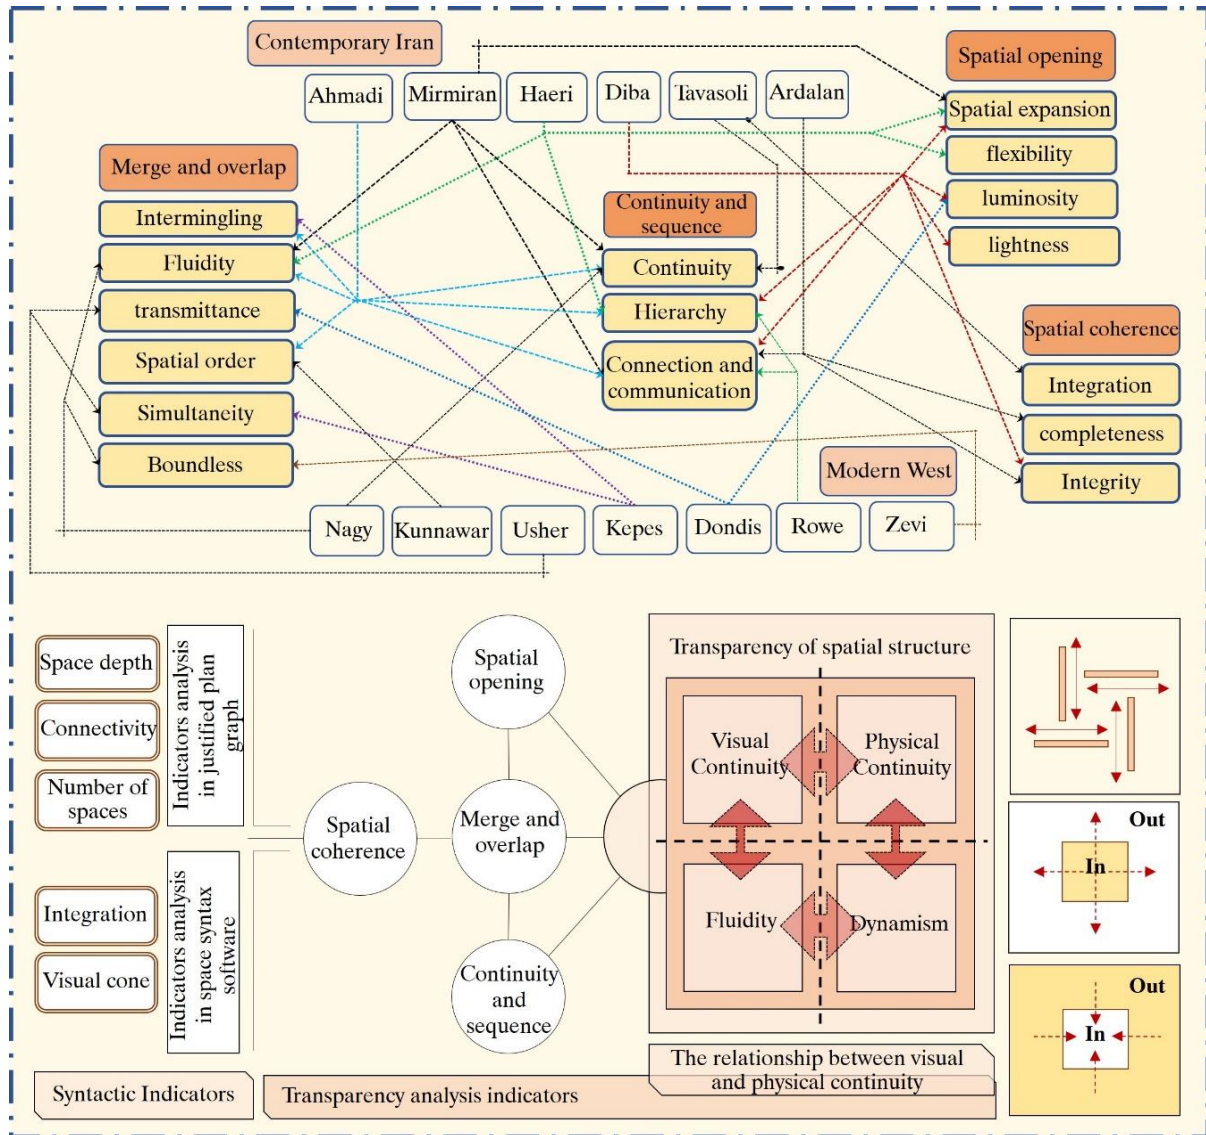 Contemporary Iran
Spatial opening
Ahmadi
Mirmiran
Haeri
Diba
Tavasoli
Ardalan
Spatial expansion
flexibility
luminosity
lightness
Merge and overlap
Intermingling
Fluidity
transmittance
Spatial order
Simultaneity
Boundless
Continuity and
sequence
Continuity
Hierarchy
Connection and
communication
Spatial coherence
Integration
completeness
Integrity
Modern West
Nagy
Kunnawar
Usher
Kepes
Dondis
Rowe
Zevi
Space depth
Connectivity
Number of
spaces
Indicators analysis
in justified plan
graph
Integration
Visual cone
Indicators analysis
in space syntax
software
Spatial
coherence
Spatial
opening
Merge and
overlap
Continuity
and
sequence
Transparency of spatial structure
Visual
Continuity
Physical
Continuity
Fluidity
Dynamism
Out
In
Out
In
The relationship between visual
and physical continuity
Syntactic Indicators
Transparency analysis indicators